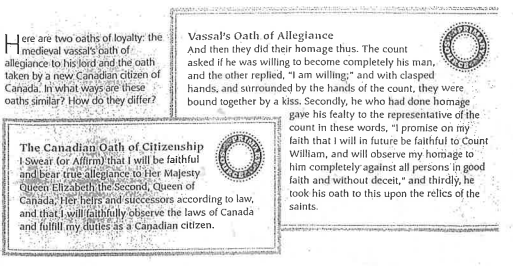 Here are two oaths of loyalty: the
medieval vassal's oath of
allegiance to his lord and the oath
taken by a new Canadian citizen of
Canada. In what ways are these
oaths similar? How do they differ?
Vassal's Oath of Allegiance
And then they did their homage thus. The count
asked if he was willing to become completely his man,
and the other replied, "I am willing;" and with clasped
hands, and surrounded by the hands of the count, they were
bound together by a kiss. Secondly, he who had done homage
gave his fealty to the representative of the
count in these words, "I promise on my
faith that I will in future be faithful to Count
William, and will observe my homage to
him completely against all persons in good
faith and without deceit," and thirdly, he
took his oath to this upon the relics of the
saints.
The Canadian Oath of Citizenship
I Swear (or Affirm) that I will be faithful
and bear true allegiance to Her Majesty
Queen Elizabeth the Second, Queen of
Canada, Her heirs and successors according to law,
and that I will faithfully observe the laws of Canada
and fulfill my duties as a Canadian citizen.